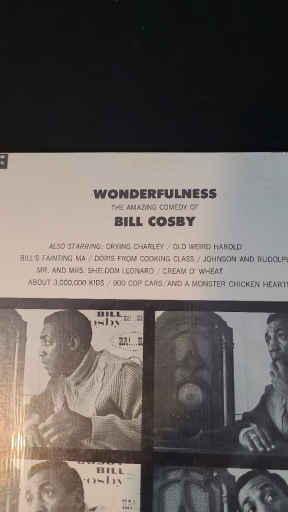 WONDERFULNESS
THE AMAZING COMEDY OF
BILL COSBY
ALSO STARRING: CRYING CHARLEY / OLD WEIRD HAROLD
BILL'S FAINTING MA / DORIS FROM COOKING CLASS / JOHNSON AND RUDOLPH
MR. AND MRS. SHELDON LEONARD / CREAM O' WHEAT
ABOUT 3,000,000 KIDS / 900 COP CARS / AND A MONSTER CHICKEN HEART!
BILL
osby
BILL
osby